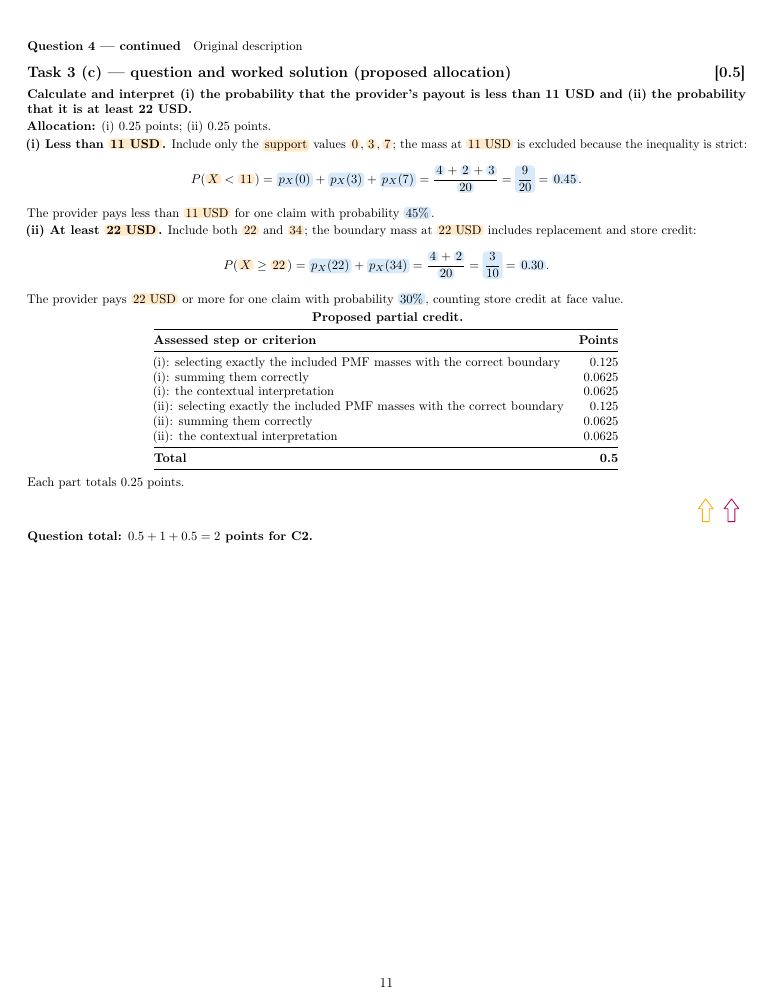 Question 4 — continued Original description
Task 3 (c) — question and worked solution (proposed allocation) [0.5]
Calculate and interpret (i) the probability that the provider's payout is less than 11 USD and (ii) the probability
that it is at least 22 USD.
Allocation: (i) 0.25 points; (ii) 0.25 points.
(i) Less than 11 USD. Include only the support values 0, 3, 7; the mass at 11 USD is excluded because the inequality is strict:
P(X < 11) = p_X(0) + p_X(3) + p_X(7) = (4 + 2 + 3)/20 = 9/20 = 0.45.
The provider pays less than 11 USD for one claim with probability 45%.
(ii) At least 22 USD. Include both 22 and 34; the boundary mass at 22 USD includes replacement and store credit:
P(X ≥ 22) = p_X(22) + p_X(34) = (4 + 2)/20 = 3/10 = 0.30.
The provider pays 22 USD or more for one claim with probability 30%, counting store credit at face value.
Proposed partial credit.
Assessed step or criterion Points
(i): selecting exactly the included PMF masses with the correct boundary 0.125
(i): summing them correctly 0.0625
(i): the contextual interpretation 0.0625
(ii): selecting exactly the included PMF masses with the correct boundary 0.125
(ii): summing them correctly 0.0625
(ii): the contextual interpretation 0.0625
Total 0.5
Each part totals 0.25 points.
Question total: 0.5 + 1 + 0.5 = 2 points for C2.
11